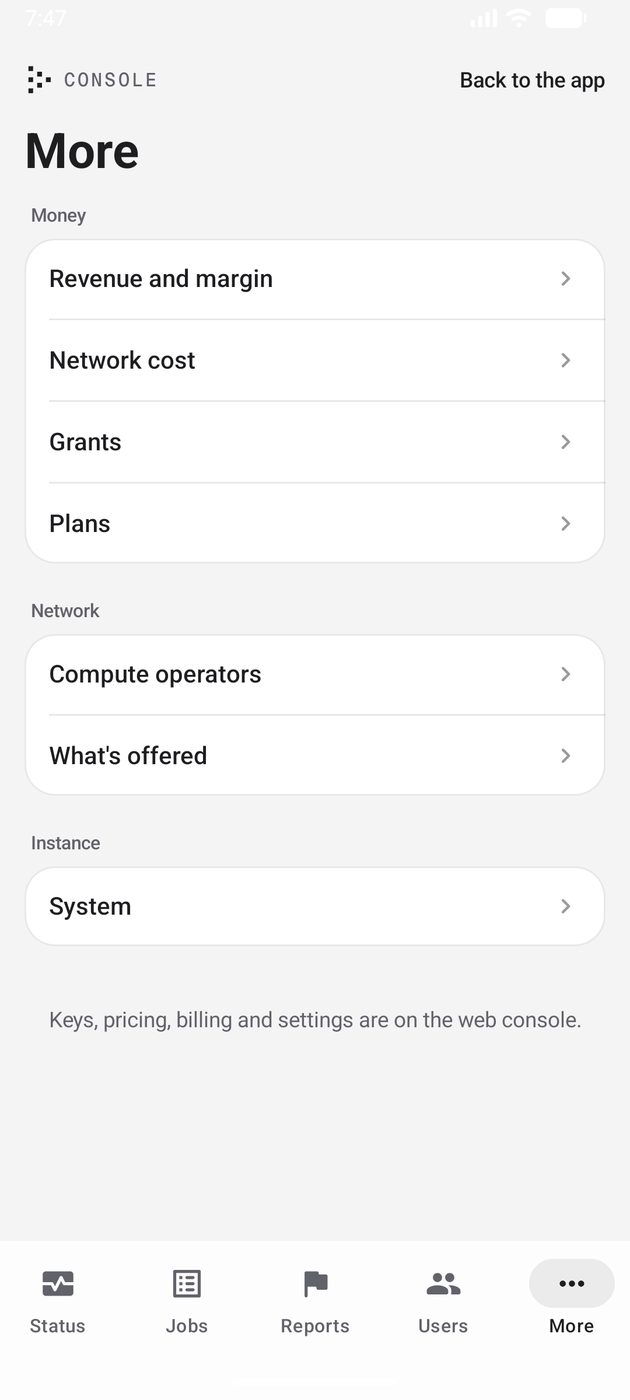 7:47
CONSOLE
Back to the app
More
Money
Revenue and margin
Network cost
Grants
Plans
Network
Compute operators
What's offered
Instance
System
Keys, pricing, billing and settings are on the web console.
Status
Jobs
Reports
Users
More